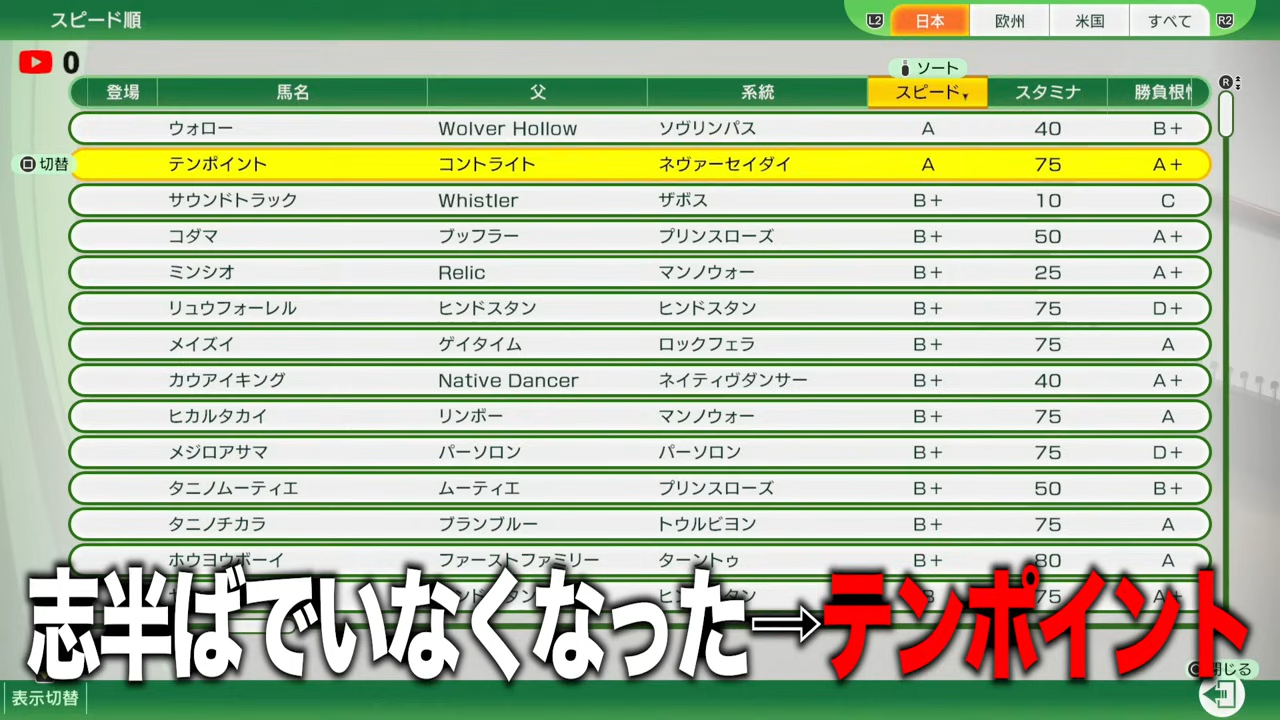 スピード順
L2 日本 欧州 米国 すべて R2
0
ソート
登場 馬名 父 系統 スピード▼ スタミナ 勝負根性 R
ウォロー Wolver Hollow ソヴリンパス A 40 B+
切替 テンポイント コントライト ネヴァーセイダイ A 75 A+
サウンドトラック Whistler ザボス B+ 10 C
コダマ ブッフラー プリンスローズ B+ 50 A+
ミンシオ Relic マンノウォー B+ 25 A+
リュウフォーレル ヒンドスタン ヒンドスタン B+ 75 D+
メイズイ ゲイタイム ロックフェラ B+ 75 A
カウアイキング Native Dancer ネイティヴダンサー B+ 40 A+
ヒカルタカイ リンボー マンノウォー B+ 75 A
メジロアサマ パーソロン パーソロン B+ 75 D+
タニノムーティエ ムーティエ プリンスローズ B+ 50 B+
タニノチカラ ブランブルー トウルビヨン B+ 75 A
ホウヨウボーイ ファーストファミリー ターントゥ B+ 80 A
志半ばでいなくなった→テンポイント
閉じる
表示切替